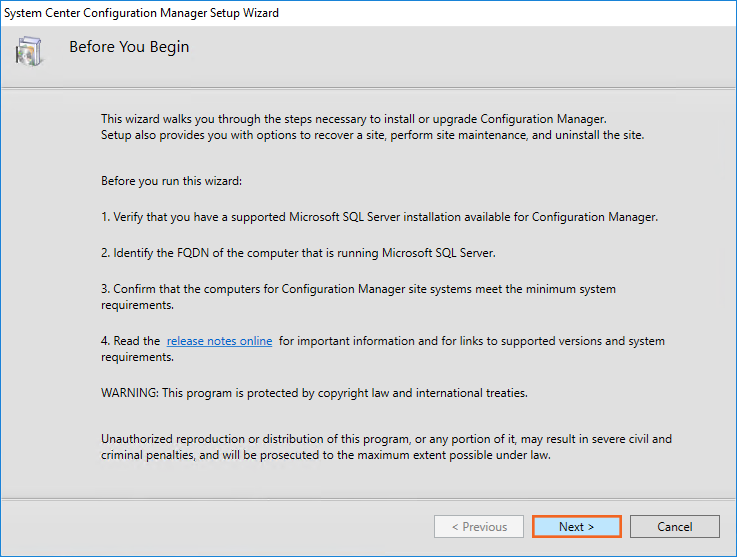 System Center Configuration Manager Setup Wizard
Before You Begin
This wizard walks you through the steps necessary to install or upgrade Configuration Manager.
Setup also provides you with options to recover a site, perform site maintenance, and uninstall the site.
Before you run this wizard:
1. Verify that you have a supported Microsoft SQL Server installation available for Configuration Manager.
2. Identify the FQDN of the computer that is running Microsoft SQL Server.
3. Confirm that the computers for Configuration Manager site systems meet the minimum system
requirements.
4. Read the release notes online for important information and for links to supported versions and system
requirements.
WARNING: This program is protected by copyright law and international treaties.
Unauthorized reproduction or distribution of this program, or any portion of it, may result in severe civil and
criminal penalties, and will be prosecuted to the maximum extent possible under law.
< Previous Next > Cancel